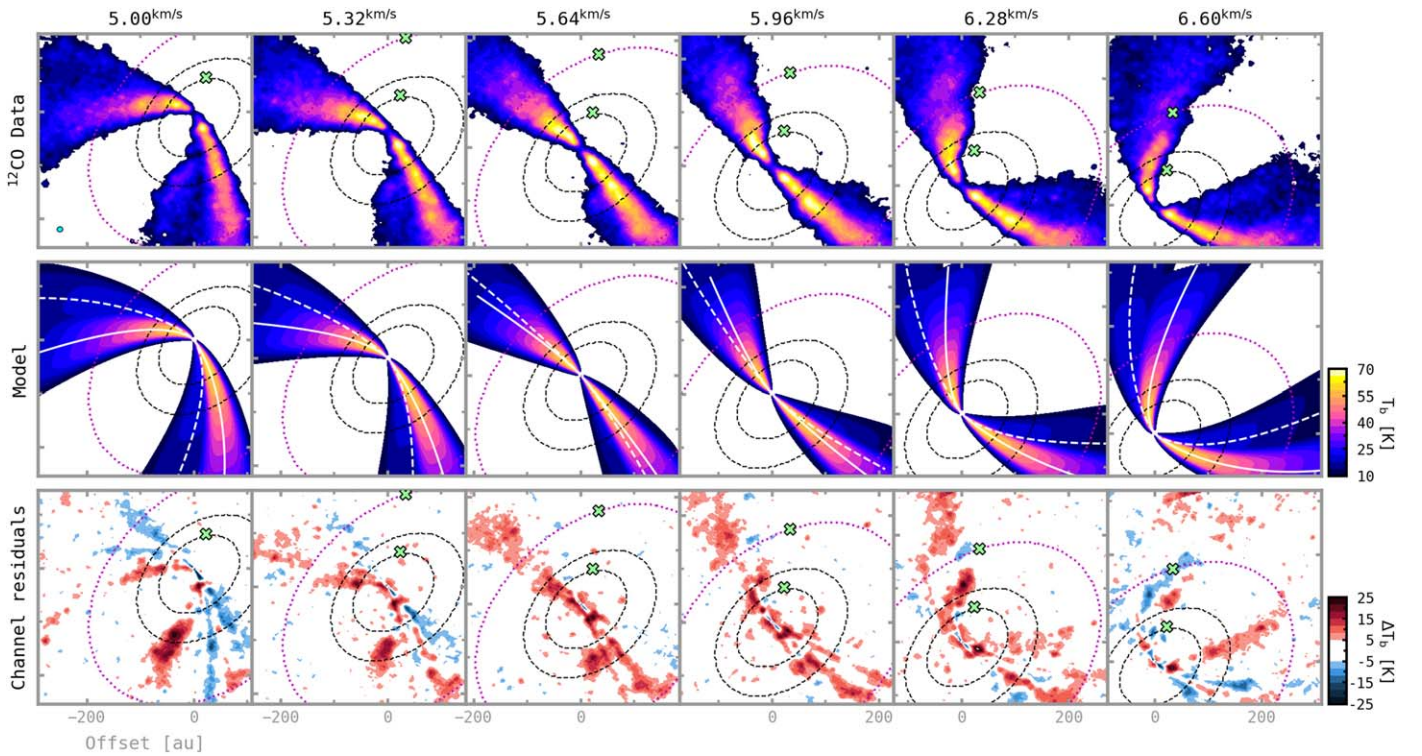 5.00km/s 5.32km/s 5.64km/s 5.96km/s 6.28km/s 6.60km/s
12CO Data
Model
70
55
40
25
10
Tb [K]
Channel residuals
25
15
5
-5
-15
-25
ΔTb [K]
−200 0 −200 0 −200 0 0 200 0 200 0 200
Offset [au]